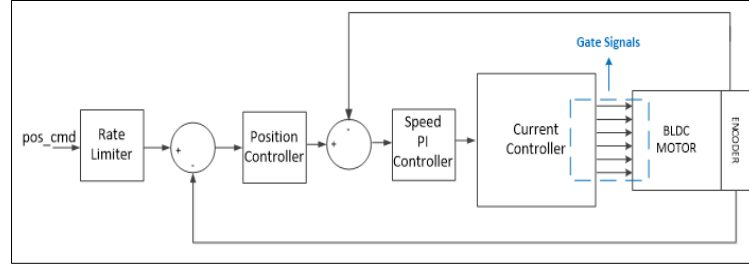 Gate Signals
pos_cmd
Rate
Limiter
+
-
Position
Controller
+
-
Speed
PI
Controller
Current
Controller
BLDC
MOTOR
ENCODER